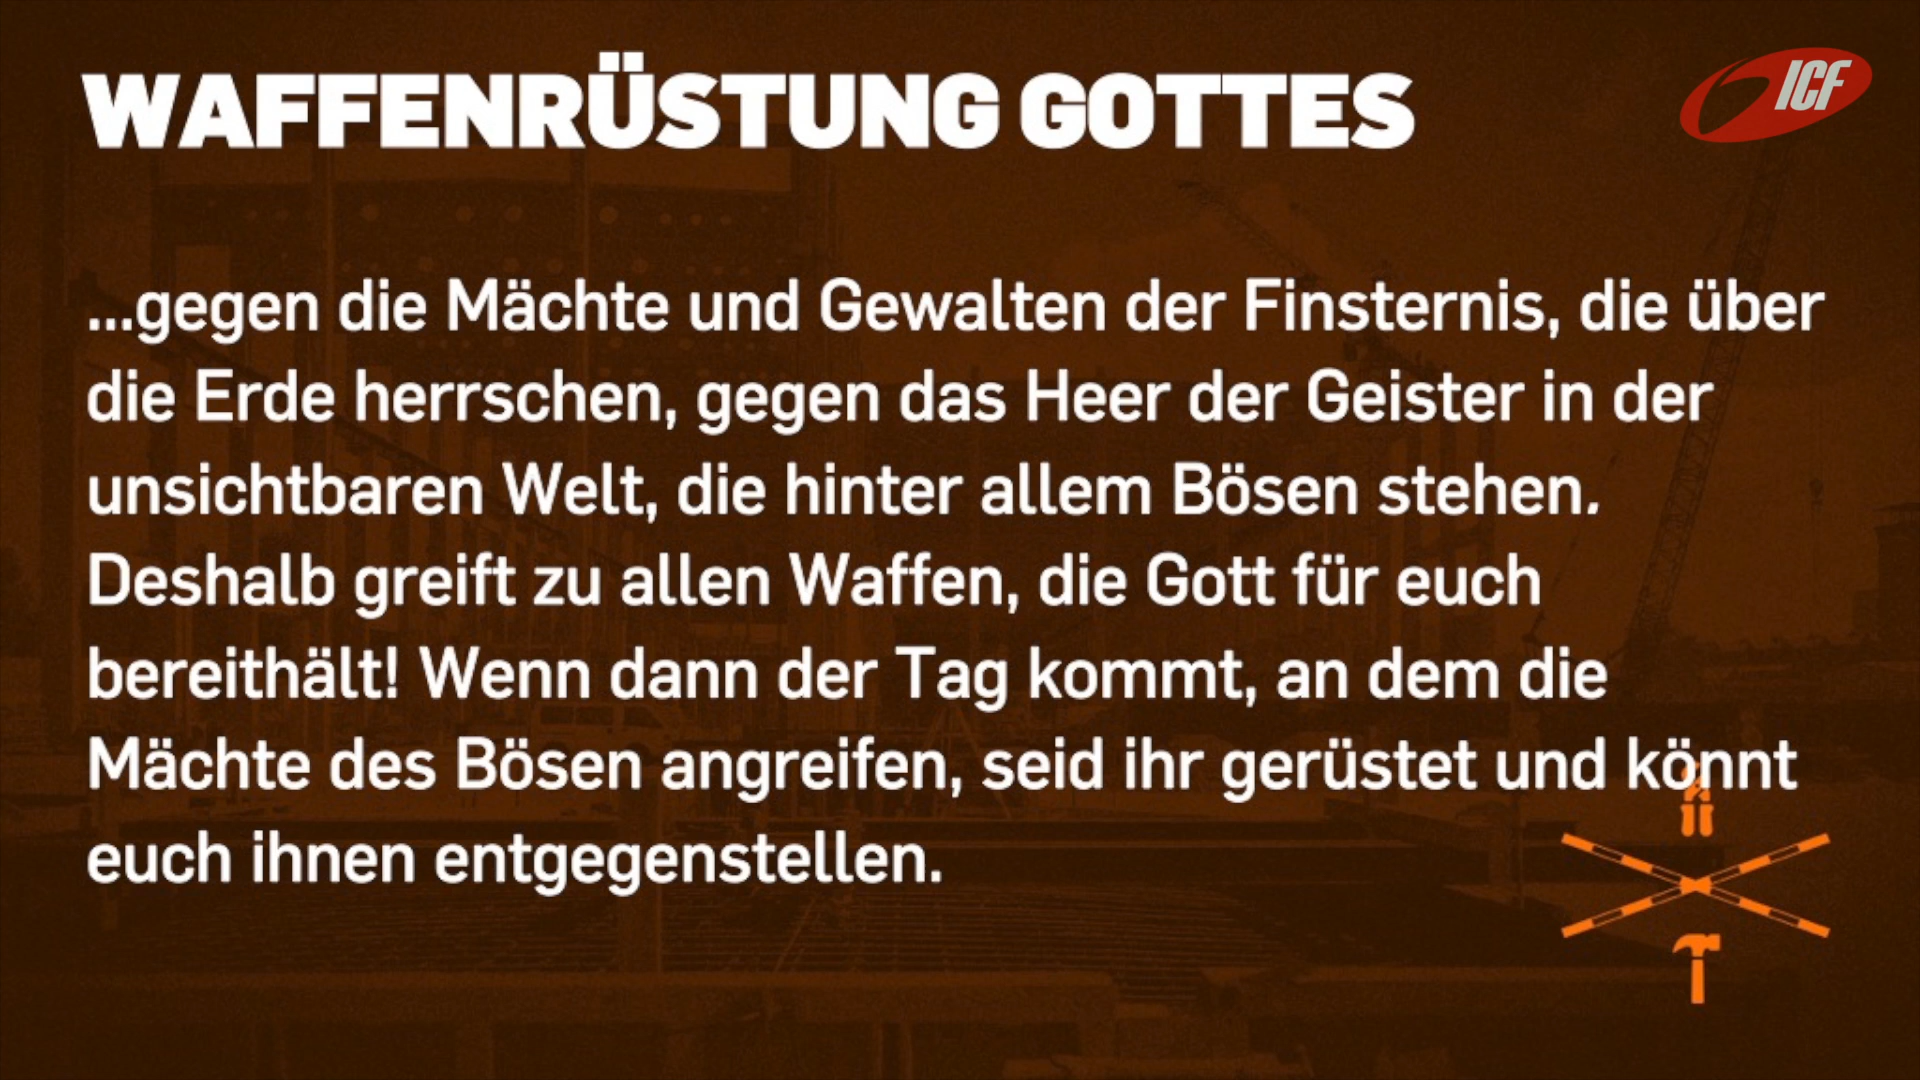 WAFFENRÜSTUNG GOTTES
ICF
...gegen die Mächte und Gewalten der Finsternis, die über
die Erde herrschen, gegen das Heer der Geister in der
unsichtbaren Welt, die hinter allem Bösen stehen.
Deshalb greift zu allen Waffen, die Gott für euch
bereithält! Wenn dann der Tag kommt, an dem die
Mächte des Bösen angreifen, seid ihr gerüstet und könnt
euch ihnen entgegenstellen.